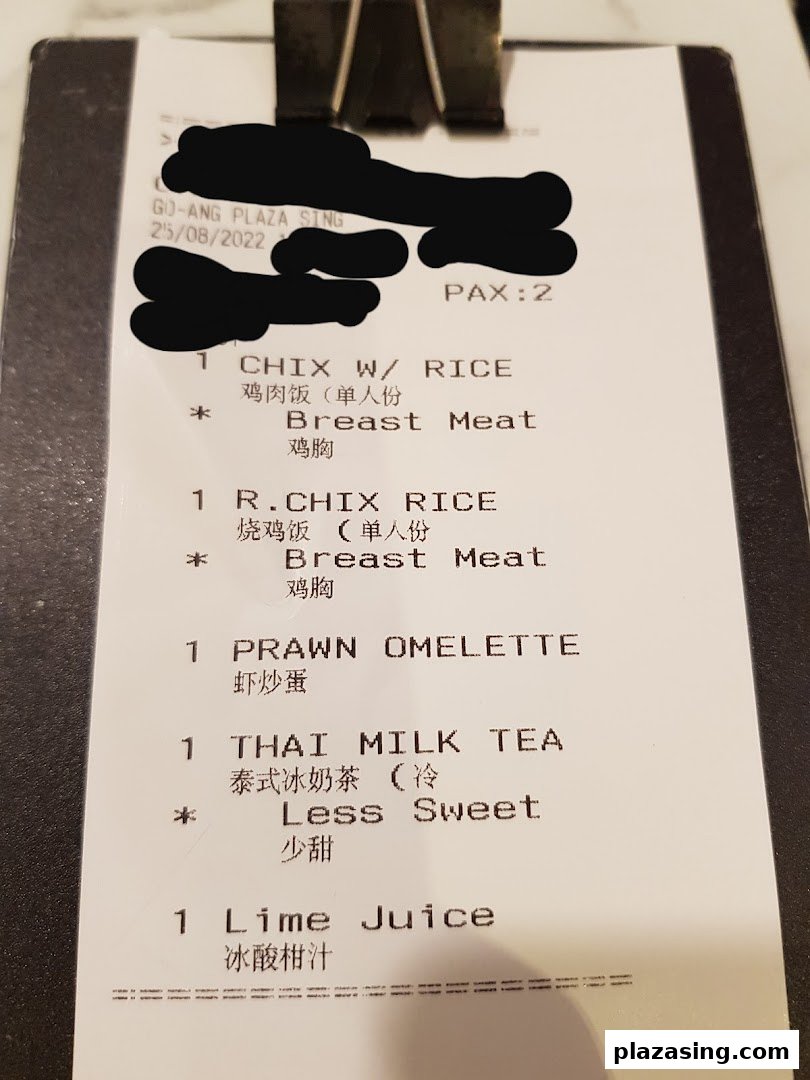 GO-ANG PLAZA SING
25/08/2022
PAX:2
1 CHIX W/ RICE
鸡肉饭（单人份
* Breast Meat
鸡胸
1 R.CHIX RICE
烧鸡饭 （单人份
* Breast Meat
鸡胸
1 PRAWN OMELETTE
虾炒蛋
1 THAI MILK TEA
泰式冰奶茶 （冷
* Less Sweet
少甜
1 Lime Juice
冰酸柑汁
plazasing.com